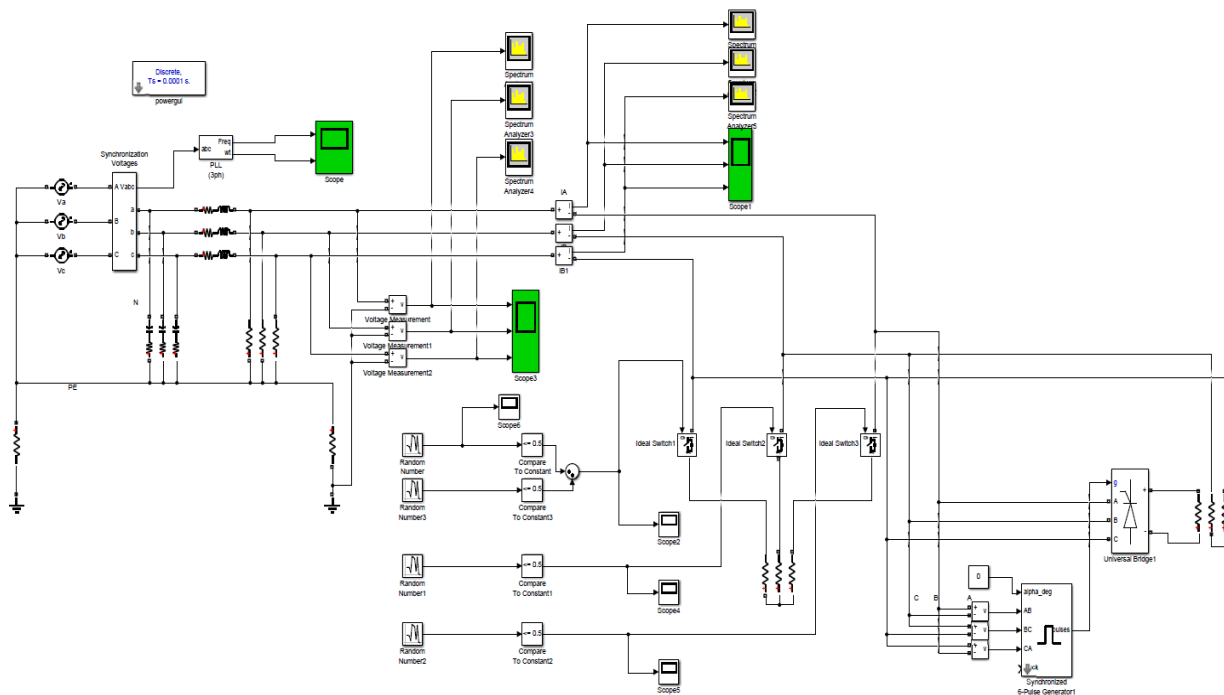 Discrete,
Ts = 0.0001 s.
powergui
Synchronization
Voltages
A
B
C
Vabc
a
b
c
abc
Freq
wt
PLL
(3ph)
Scope
Va
Vb
Vc
N
PE
Spectrum
Spectrum
Analyzer3
Spectrum
Analyzer4
Spectrum
Spectrum
Spectrum
Analyzer5
Scope1
IA
+
i
-
+
i
-
+
i
-
IB1
+
-
v
Voltage Measurement
+
-
v
Voltage Measurement1
+
-
v
Voltage Measurement2
Scope3
Scope6
Random
Number
<= 0.5
Compare
To Constant
Random
Number3
<= 0.5
Compare
To Constant3
Scope2
Random
Number1
<= 0.5
Compare
To Constant1
Scope4
Random
Number2
<= 0.5
Compare
To Constant2
Scope5
Ideal Switch1
Ideal Switch2
Ideal Switch3
g
A
B
C
+
-
Universal Bridge1
0
C B A
+
-
v
+
-
v
+
-
v
alpha_deg
AB
BC
CA
pulses
Synchronized
6-Pulse Generator1